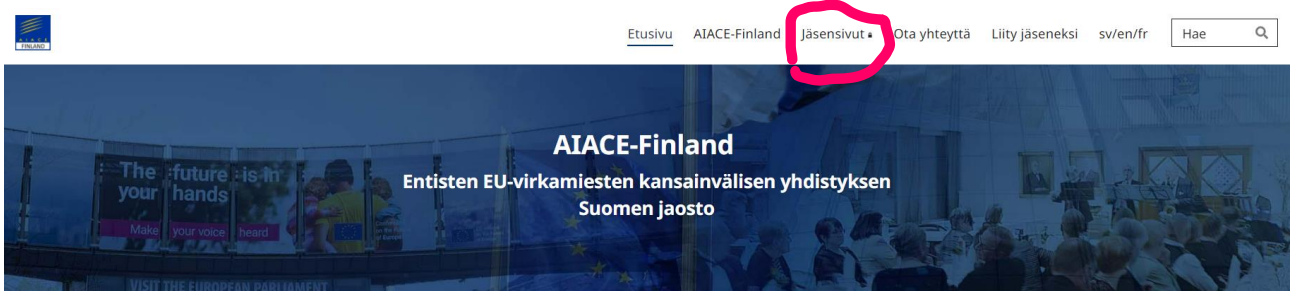 AIACE
FINLAND
Etusivu AIACE-Finland Jäsensivut Ota yhteyttä Liity jäseneksi sv/en/fr Hae
AIACE-Finland
Entisten EU-virkamiesten kansainvälisen yhdistyksen
Suomen jaosto
The future is in
your hands
Make your voice heard
VISIT THE EUROPEAN PARLIAMENT